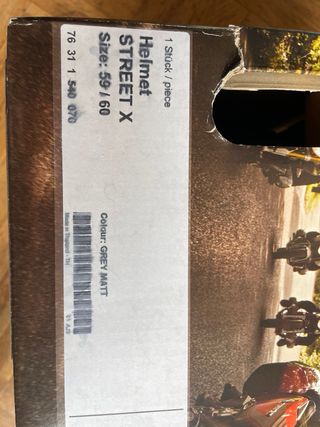 1 Stück / piece
Helmet
STREET X
Size: 59 / 60
76 31 1 540 070
Colour: GREY MATT
Made in Thailand - TH